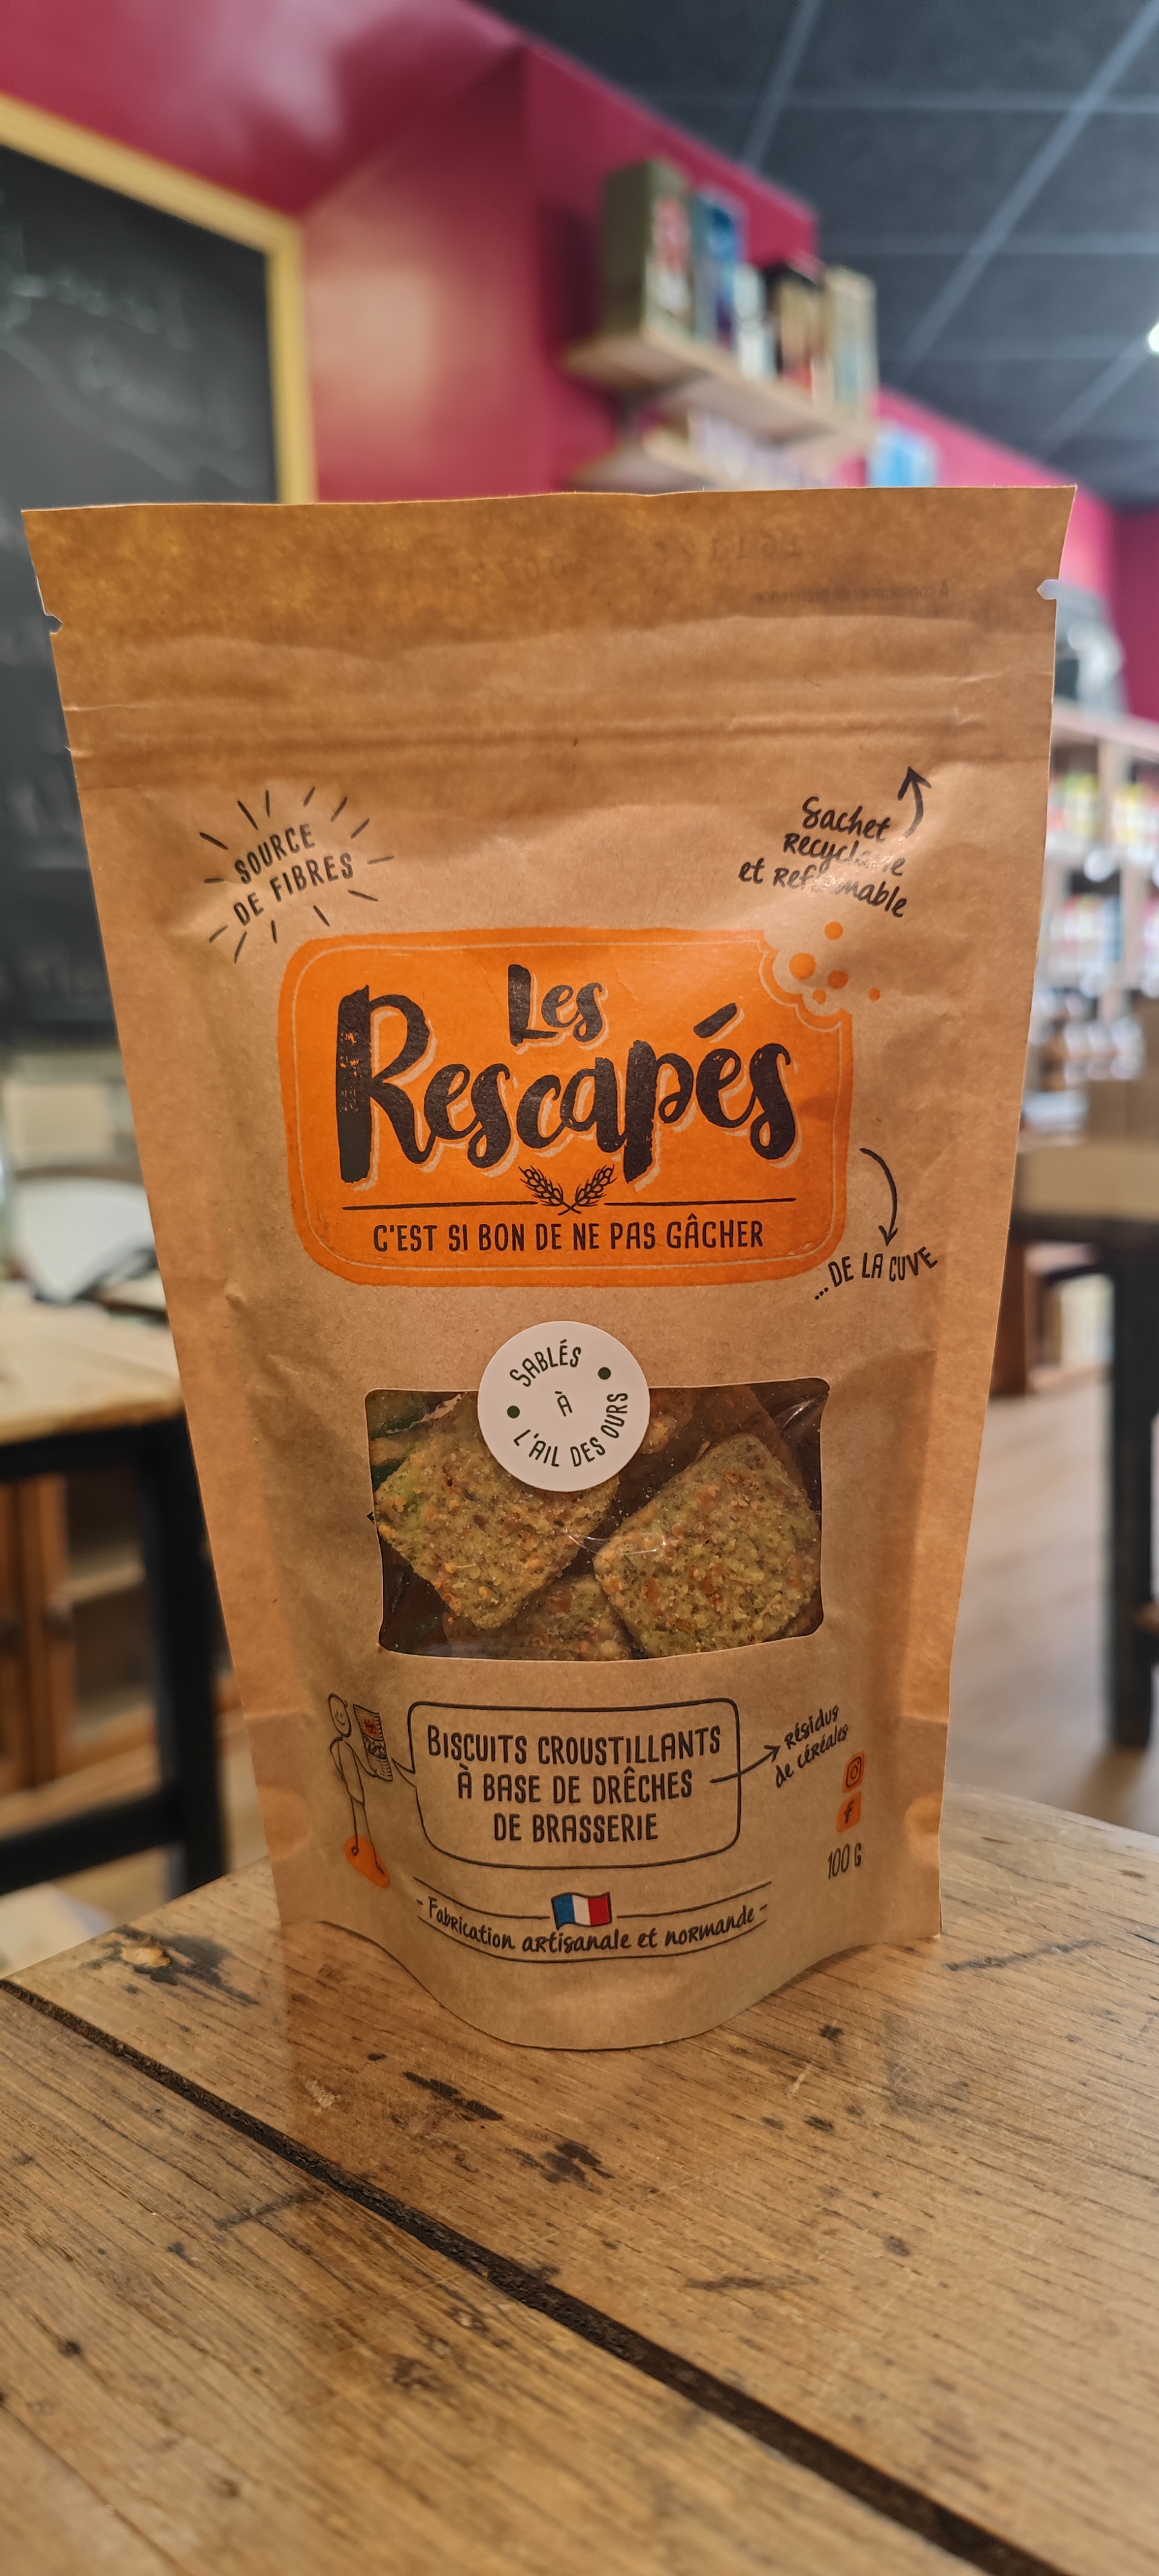 SOURCE
DE FIBRES
Sachet
Recyclable
et Refermable
Les
Rescapés
C'EST SI BON DE NE PAS GÂCHER
...DE LA CUVE
SABLÉS
À
L'AIL DES OURS
BISCUITS CROUSTILLANTS
À BASE DE DRÊCHES
DE BRASSERIE
Résidus
de céréales
100 G
- Fabrication artisanale et normande -